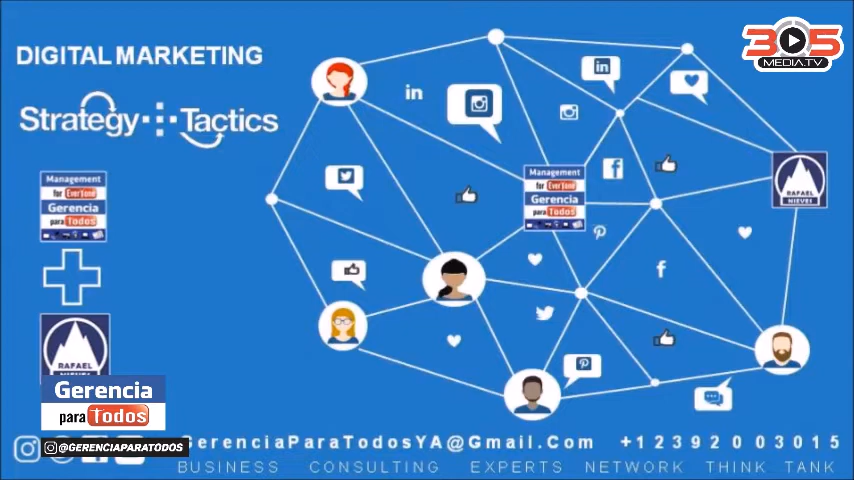 DIGITAL MARKETING
305
MEDIA.TV
Strategy Tactics
Management
for EveryOne
Gerencia
para Todos
Management
for EveryOne
Gerencia
para Todos
RAFAEL
NIEVES
RAFAEL
Gerencia
para Todos
@GERENCIAPARATODOS
GerenciaParaTodosYA@Gmail.Com +12392003015
BUSINESS CONSULTING EXPERTS NETWORK THINK TANK